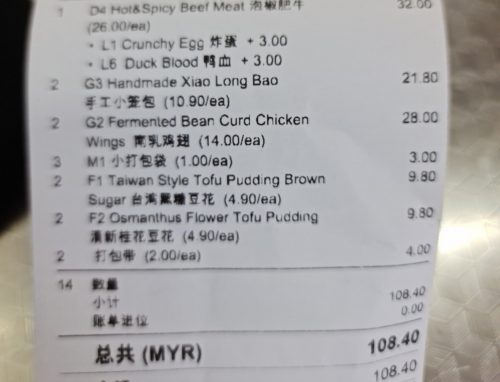 1 D4 Hot&Spicy Beef Meat 泡椒肥牛 32.00
(26.00/ea)
• L1 Crunchy Egg 炸蛋 + 3.00
• L6 Duck Blood 鸭血 + 3.00
2 G3 Handmade Xiao Long Bao 21.80
手工小笼包 (10.90/ea)
2 G2 Fermented Bean Curd Chicken 28.00
Wings 南乳鸡翅 (14.00/ea)
3 M1 小打包袋 (1.00/ea) 3.00
2 F1 Taiwan Style Tofu Pudding Brown 9.80
Sugar 台湾黑糖豆花 (4.90/ea)
2 F2 Osmanthus Flower Tofu Pudding 9.80
清新桂花豆花 (4.90/ea)
2 打包带 (2.00/ea) 4.00
14 数量
小计 108.40
账单进位 0.00
总共 (MYR) 108.40
108.40